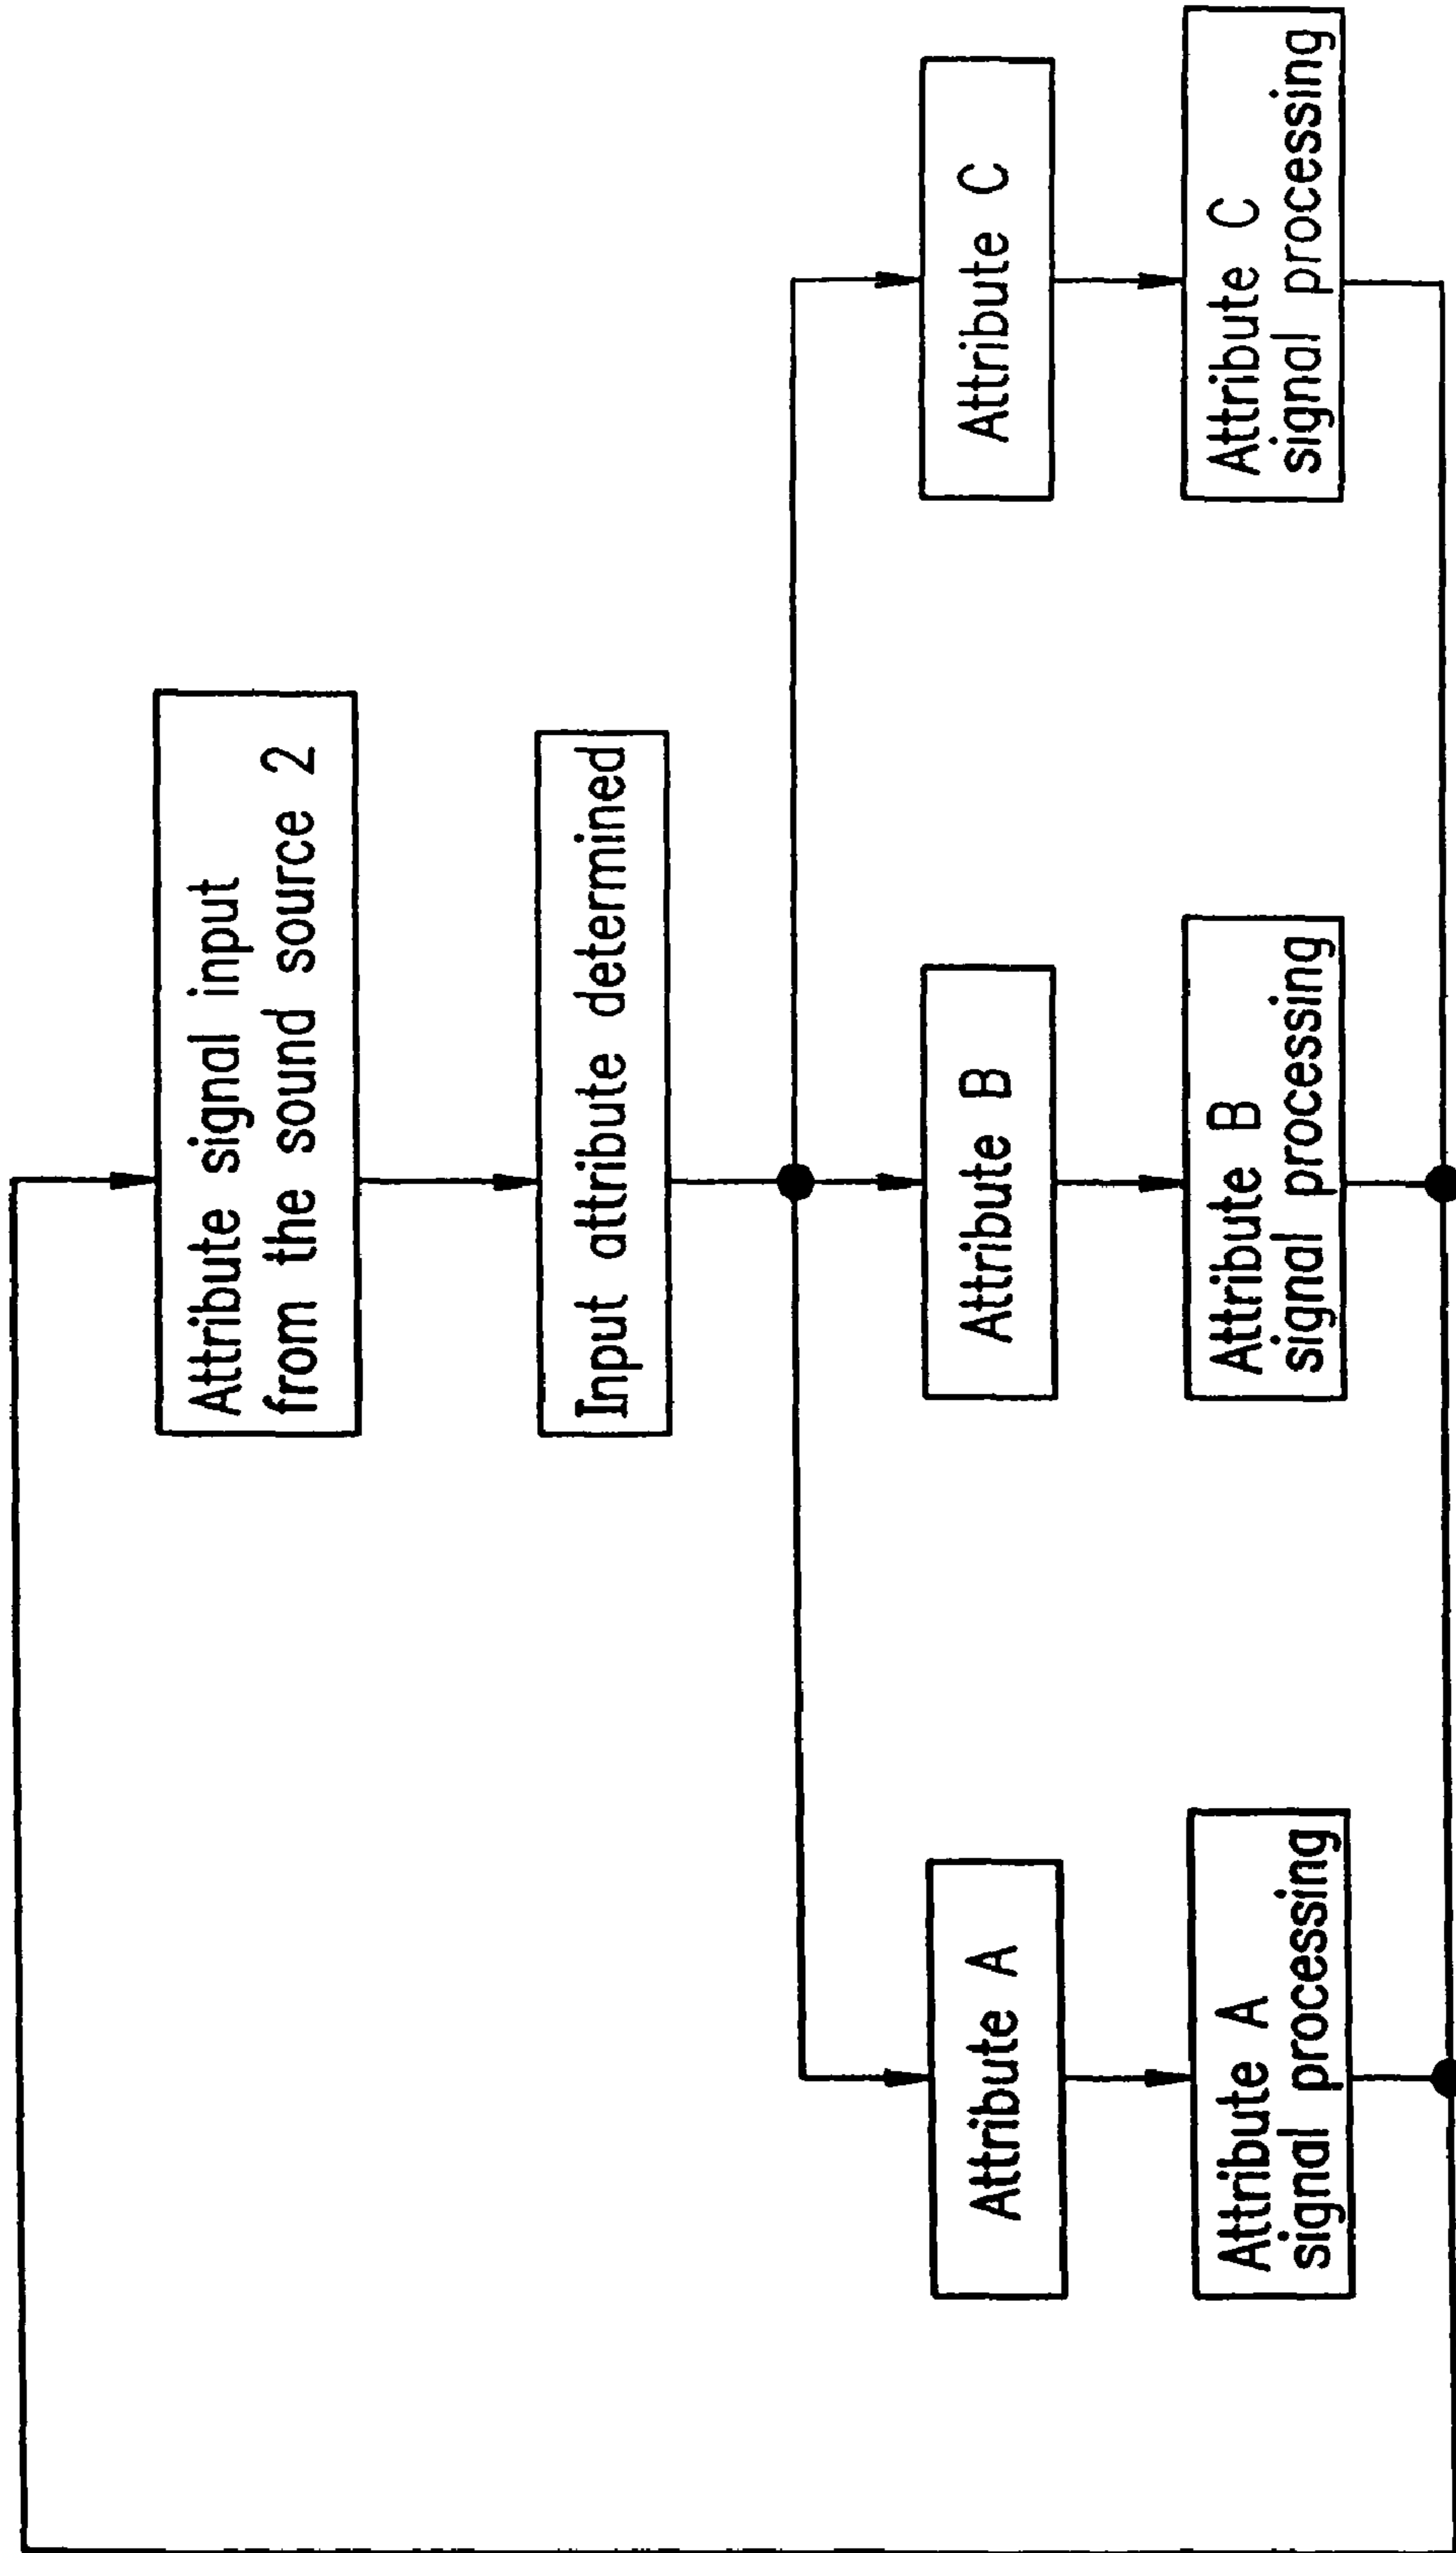 Attribute signal input
from the sound source 2
Input attribute determined
Attribute A
Attribute B
Attribute C
Attribute A
signal processing
Attribute B
signal processing
Attribute C
signal processing